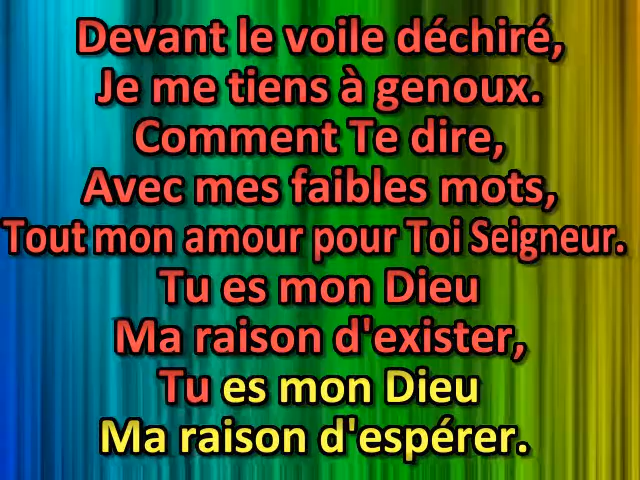 Devant le voile déchiré,
Je me tiens à genoux.
Comment Te dire,
Avec mes faibles mots,
Tout mon amour pour Toi Seigneur.
Tu es mon Dieu
Ma raison d'exister,
Tu es mon Dieu
Ma raison d'espérer.